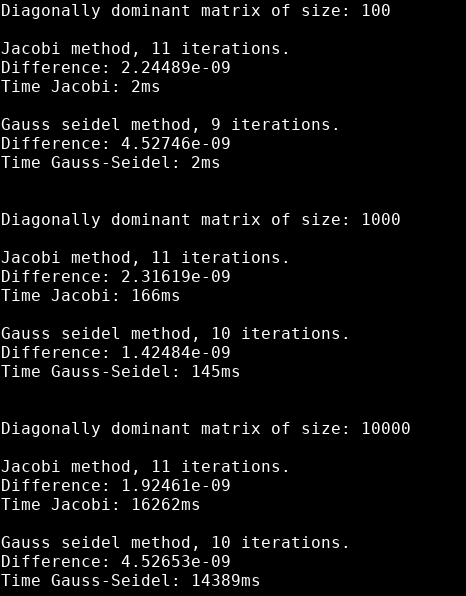 Diagonally dominant matrix of size: 100
Jacobi method, 11 iterations.
Difference: 2.24489e-09
Time Jacobi: 2ms
Gauss seidel method, 9 iterations.
Difference: 4.52746e-09
Time Gauss-Seidel: 2ms
Diagonally dominant matrix of size: 1000
Jacobi method, 11 iterations.
Difference: 2.31619e-09
Time Jacobi: 166ms
Gauss seidel method, 10 iterations.
Difference: 1.42484e-09
Time Gauss-Seidel: 145ms
Diagonally dominant matrix of size: 10000
Jacobi method, 11 iterations.
Difference: 1.92461e-09
Time Jacobi: 16262ms
Gauss seidel method, 10 iterations.
Difference: 4.52653e-09
Time Gauss-Seidel: 14389ms